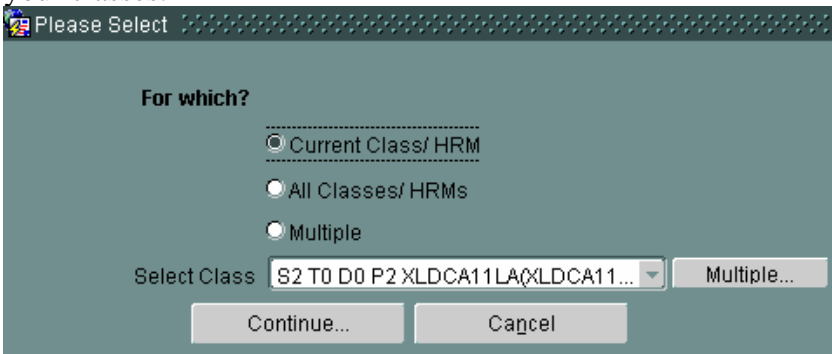 Please Select
For which?
Current Class/ HRM
All Classes/ HRMs
Multiple
Select Class S2 T0 D0 P2 XLDCA11LA(XLDCA11... Multiple...
Continue... Cancel